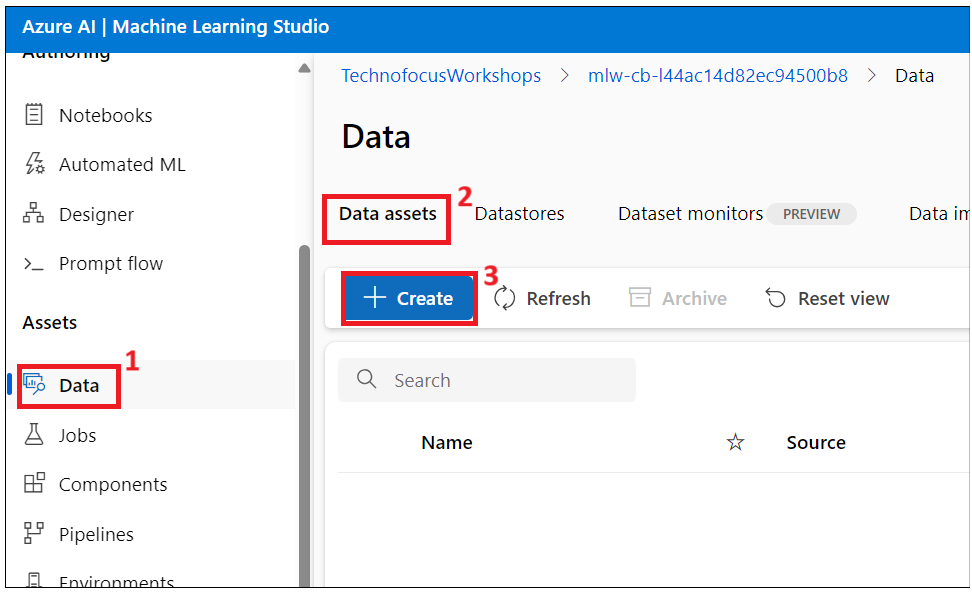 Azure AI | Machine Learning Studio
Authoring
Notebooks
Automated ML
Designer
Prompt flow
Assets
1
Data
Jobs
Components
Pipelines
Environments
TechnofocusWorkshops > mlw-cb-l44ac14d82ec94500b8 > Data
Data
Data assets 2 Datastores Dataset monitors PREVIEW Data im
+ Create 3 Refresh Archive Reset view
Search
Name Source